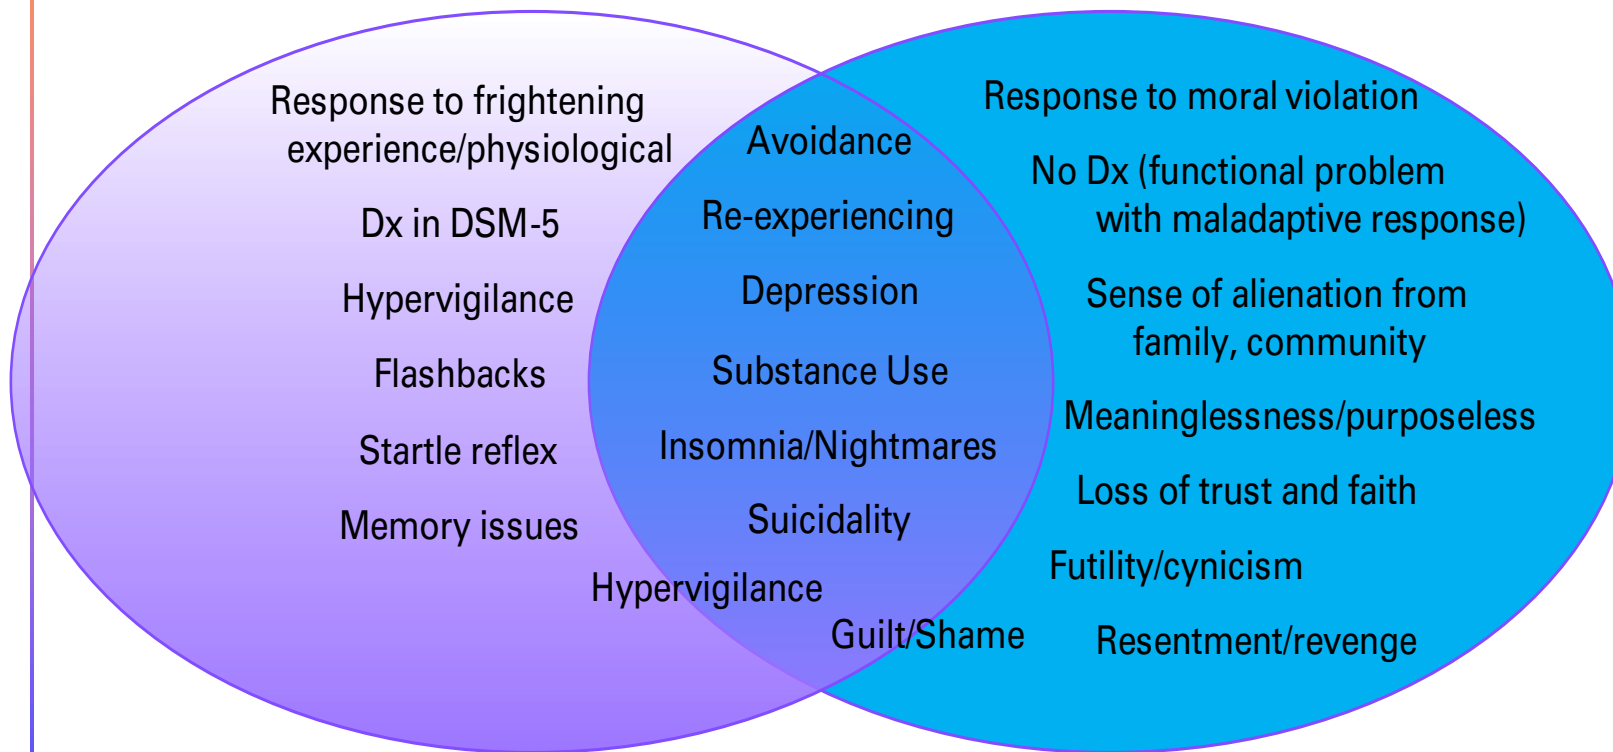 Response to frightening
experience/physiological
Dx in DSM-5
Hypervigilance
Flashbacks
Startle reflex
Memory issues
Avoidance
Re-experiencing
Depression
Substance Use
Insomnia/Nightmares
Suicidality
Hypervigilance
Guilt/Shame
Response to moral violation
No Dx (functional problem
with maladaptive response)
Sense of alienation from
family, community
Meaninglessness/purposeless
Loss of trust and faith
Futility/cynicism
Resentment/revenge